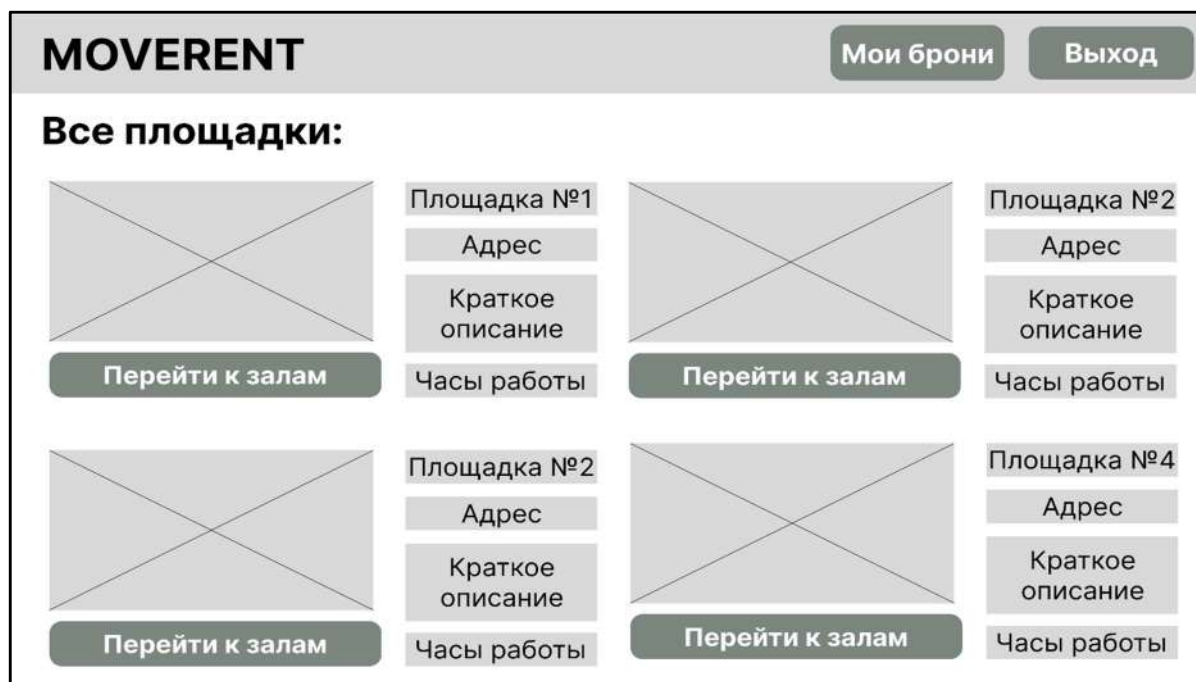 MOVERENT
Мои брони
Выход
Все площадки:
Площадка №1
Адрес
Краткое
описание
Часы работы
Перейти к залам
Площадка №2
Адрес
Краткое
описание
Часы работы
Перейти к залам
Площадка №2
Адрес
Краткое
описание
Часы работы
Перейти к залам
Площадка №4
Адрес
Краткое
описание
Часы работы
Перейти к залам